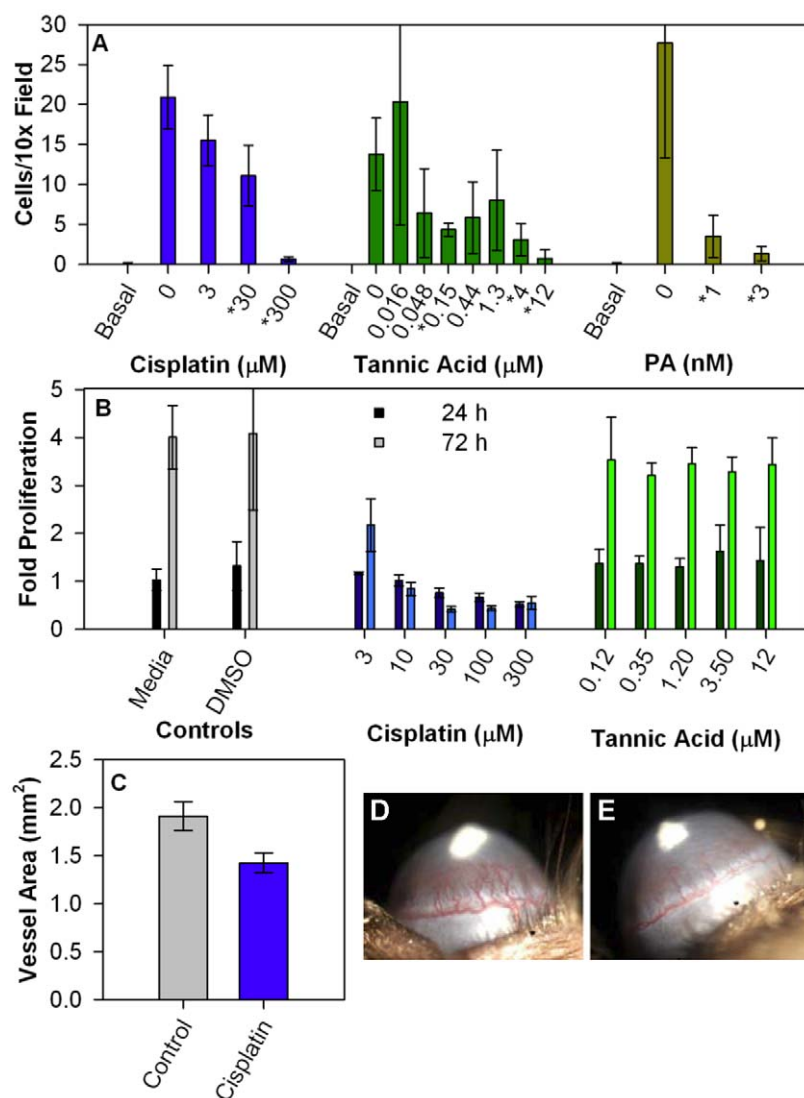 A
Cells/10x Field
30
25
20
15
10
5
0
Basal 0 3 *30 *300 Basal 0 0.016 0.048 *0.15 0.44 1.3 *4 *12 Basal 0 *1 *3
Cisplatin (μM) Tannic Acid (μM) PA (nM)
B
Fold Proliferation
5
4
3
2
1
0
24 h
72 h
Media DMSO 3 10 30 100 300 0.12 0.35 1.20 3.50 12
Controls Cisplatin (μM) Tannic Acid (μM)
C
Vessel Area (mm²)
2.5
2.0
1.5
1.0
0.5
0.0
Control Cisplatin
D E